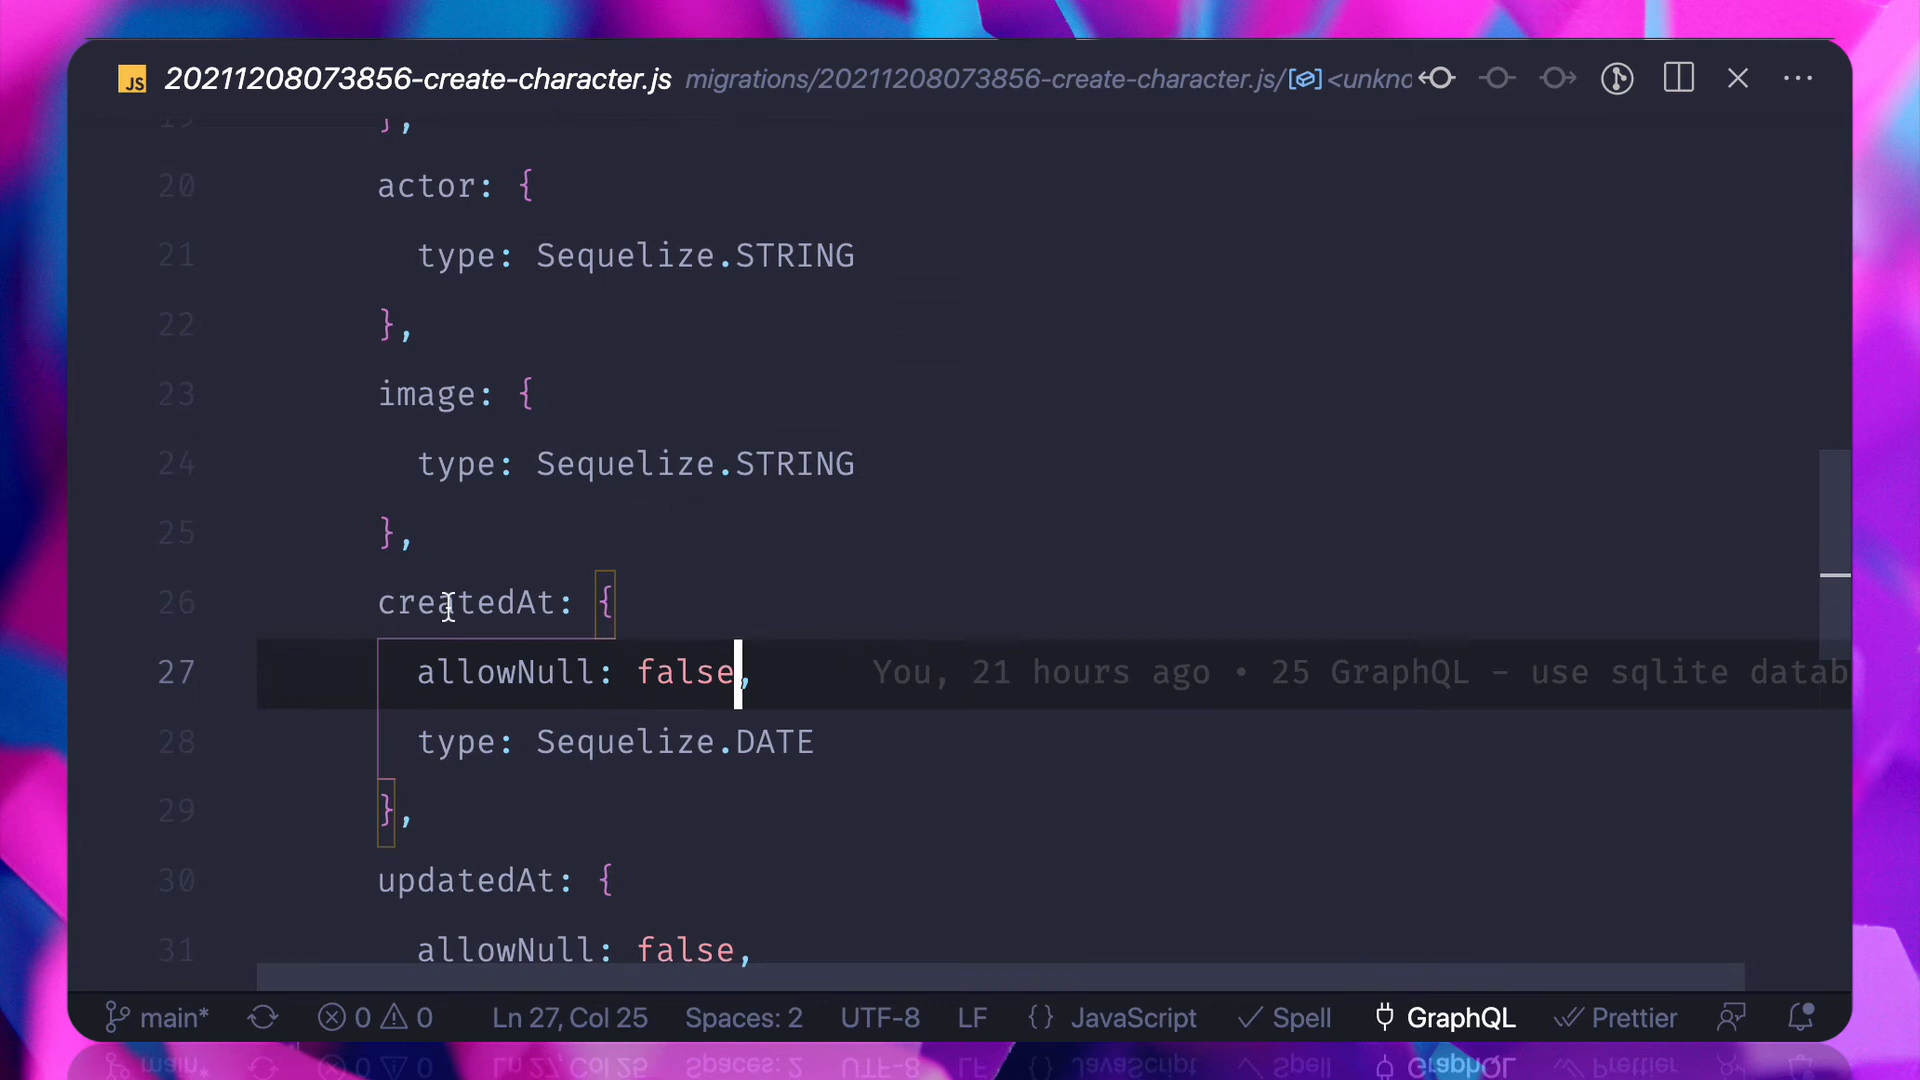 JS 20211208073856-create-character.js migrations/20211208073856-create-character.js/ <unkno
19 },
20 actor: {
21 type: Sequelize.STRING
22 },
23 image: {
24 type: Sequelize.STRING
25 },
26 createdAt: {
27 allowNull: false, You, 21 hours ago • 25 GraphQL - use sqlite datab
28 type: Sequelize.DATE
29 },
30 updatedAt: {
31 allowNull: false,
main* 0 0 Ln 27, Col 25 Spaces: 2 UTF-8 LF {} JavaScript Spell GraphQL Prettier